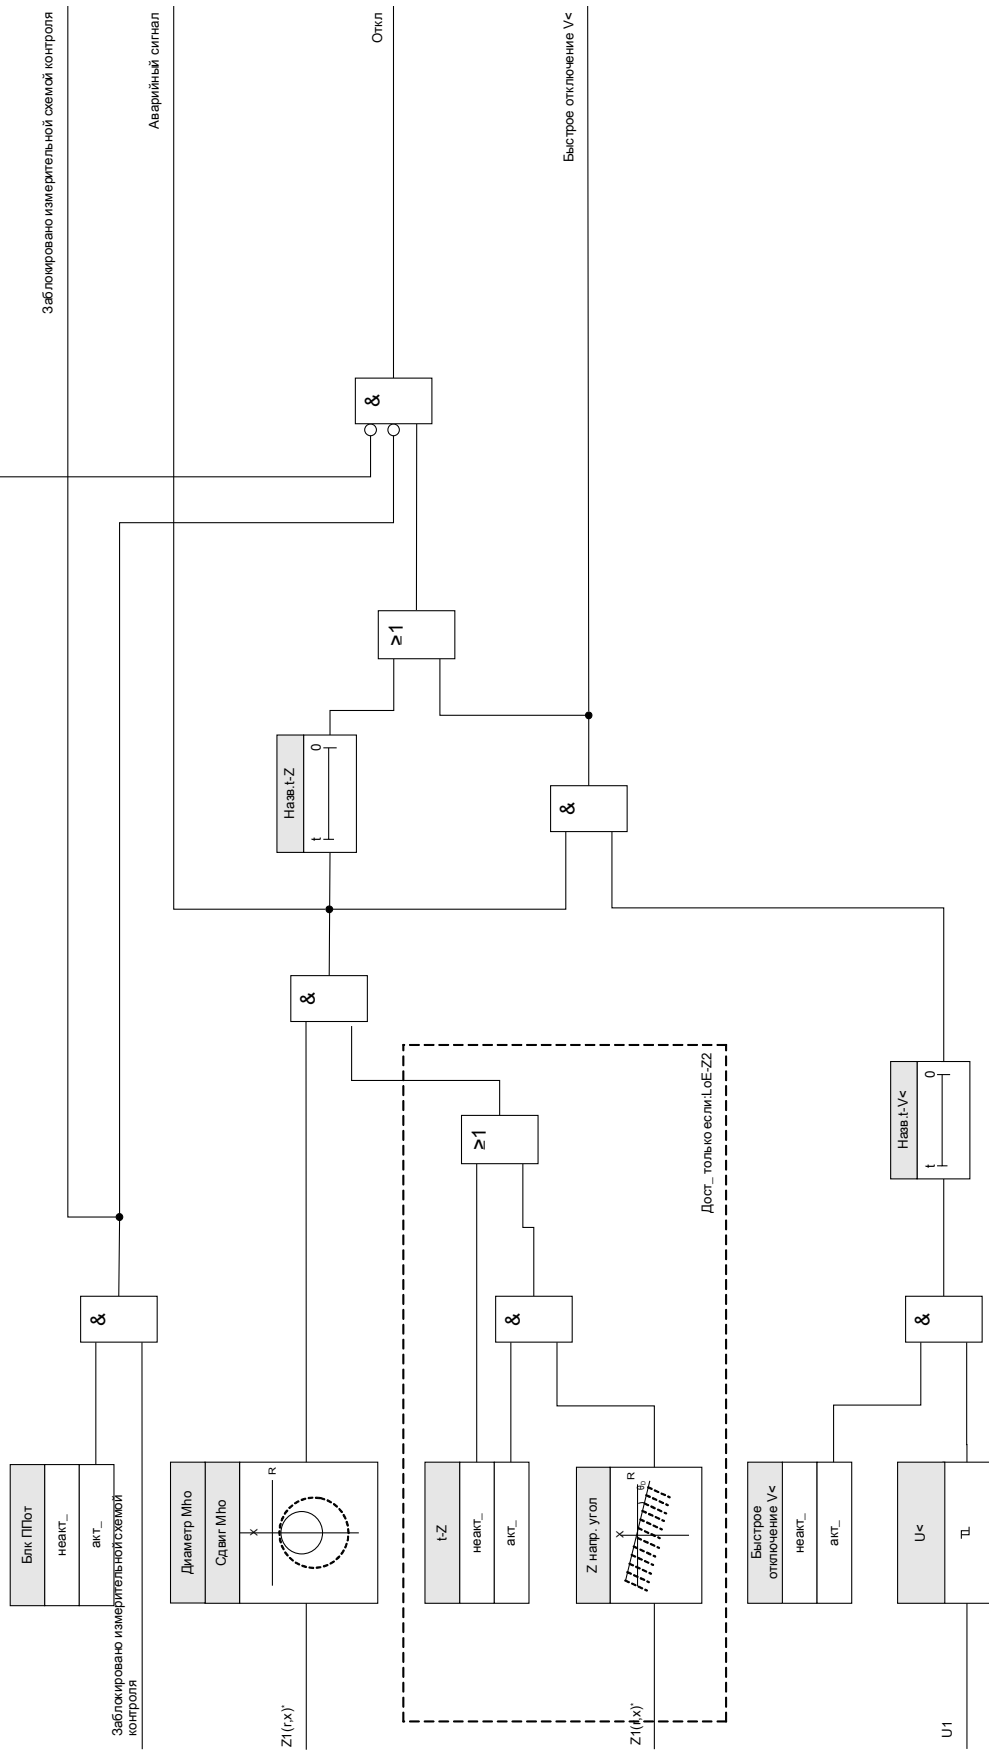 Заблокировано измерительной схемой контроля
Аварийный сигнал
Откл
Быстрое отключение V<
&
≥1
Назв.t-Z
t
0
&
&
≥1
Дост_ только если:LoE-Z2
Назв.t-V<
t
0
&
&
&
Блк ППот
неакт_
акт_
Заблокировано измерительной схемой
контроля
Диаметр Mho
Сдвиг Mho
X
R
t-Z
неакт_
акт_
Z напр. угол
X
R
Быстрое
отключение V<
неакт_
акт_
U<
Z1(r,x)'
Z1(r,x)'
U1